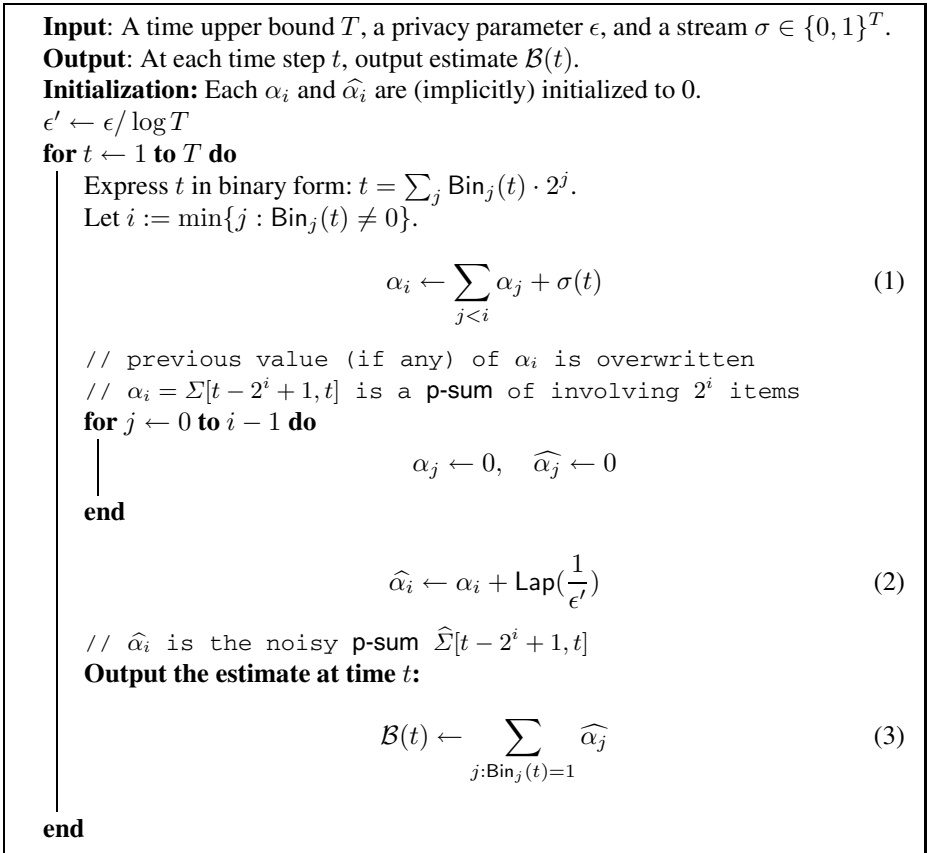 Input: A time upper bound T, a privacy parameter ϵ, and a stream σ ∈ {0, 1}^T.
Output: At each time step t, output estimate ℬ(t).
Initialization: Each α_i and α̂_i are (implicitly) initialized to 0.
ϵ′ ← ϵ/ log T
for t ← 1 to T do
Express t in binary form: t = ∑_j Bin_j(t) · 2^j.
Let i := min{j : Bin_j(t) ≠ 0}.
α_i ← ∑_{j<i} α_j + σ(t) (1)
// previous value (if any) of α_i is overwritten
// α_i = Σ[t − 2^i + 1, t] is a p-sum of involving 2^i items
for j ← 0 to i − 1 do
α_j ← 0, α̂_j ← 0
end
α̂_i ← α_i + Lap(1/ϵ′) (2)
// α̂_i is the noisy p-sum Σ̂[t − 2^i + 1, t]
Output the estimate at time t:
ℬ(t) ← ∑_{j:Bin_j(t)=1} α̂_j (3)
end